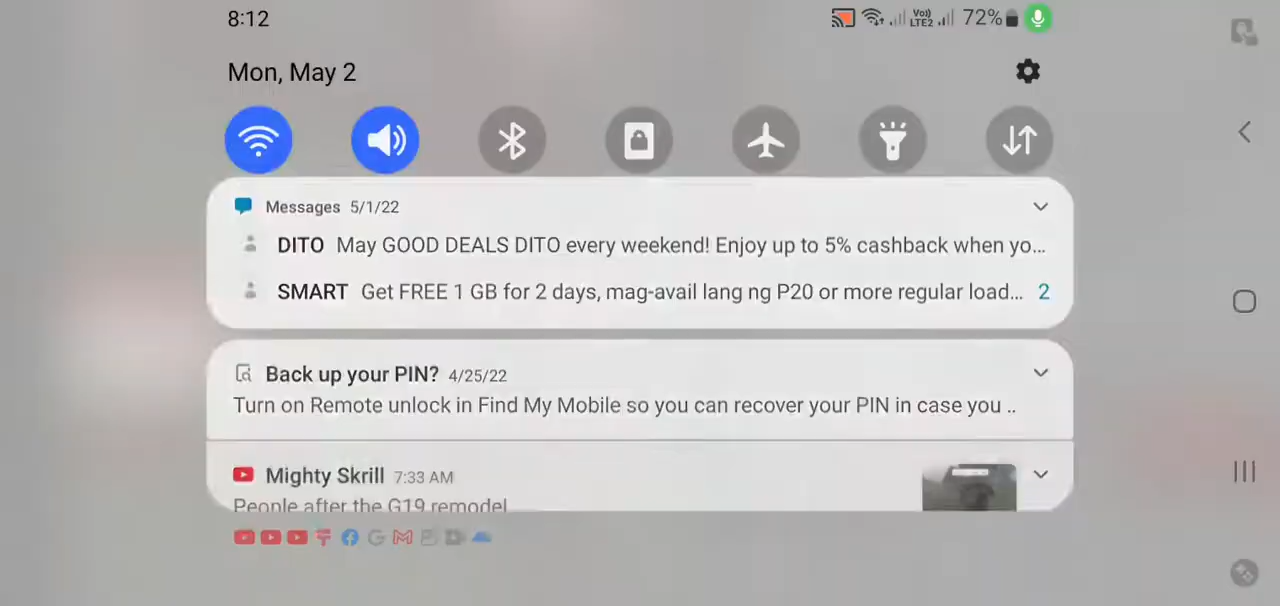 8:12
Vo)) LTE2 72%
Mon, May 2
Messages 5/1/22
DITO May GOOD DEALS DITO every weekend! Enjoy up to 5% cashback when yo...
SMART Get FREE 1 GB for 2 days, mag-avail lang ng P20 or more regular load... 2
Back up your PIN? 4/25/22
Turn on Remote unlock in Find My Mobile so you can recover your PIN in case you ..
Mighty Skrill 7:33 AM
People after the G19 remodel